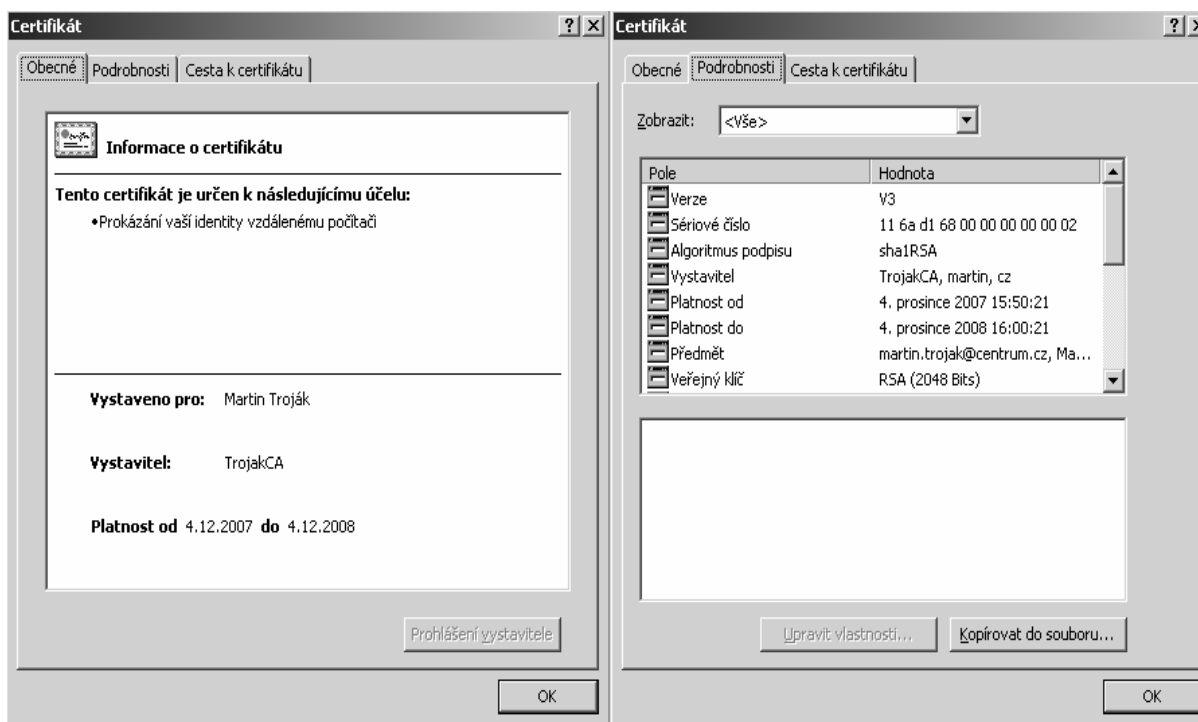 Certifikát
Obecné Podrobnosti Cesta k certifikátu
Informace o certifikátu
Tento certifikát je určen k následujícímu účelu:
•Prokázání vaší identity vzdálenému počítači
Vystaveno pro: Martin Troják
Vystavitel: TrojakCA
Platnost od 4.12.2007 do 4.12.2008
Prohlášení vystavitele
OK
Certifikát
Obecné Podrobnosti Cesta k certifikátu
Zobrazit: <Vše>
Pole Hodnota
Verze V3
Sériové číslo 11 6a d1 68 00 00 00 00 00 02
Algoritmus podpisu sha1RSA
Vystavitel TrojakCA, martin, cz
Platnost od 4. prosince 2007 15:50:21
Platnost do 4. prosince 2008 16:00:21
Předmět martin.trojak@centrum.cz, Ma...
Veřejný klíč RSA (2048 Bits)
Upravit vlastnosti... Kopírovat do souboru...
OK